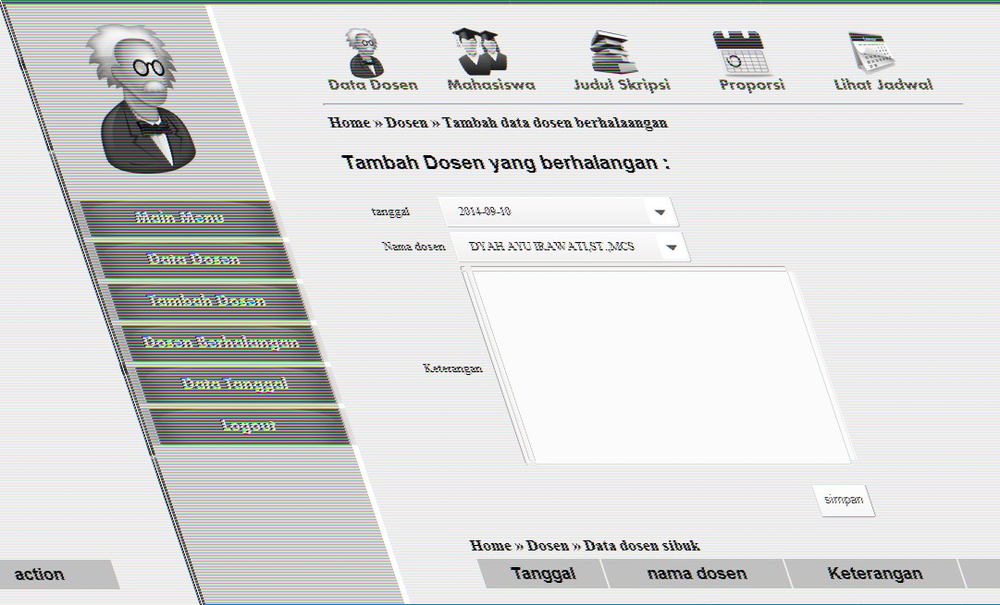 Data Dosen Mahasiswa Judul Skripsi Proporsi Lihat Jadwal
Home » Dosen » Tambah data dosen berhalaangan
Tambah Dosen yang berhalangan :
Main Menu
Data Dosen
Tambah Dosen
Dosen Berhalangan
Data Tanggal
Logout
tanggal 2014-09-10
Nama dosen DYAH AYU IRAWATI,ST.,MCS
Keterangan
simpan
Home » Dosen » Data dosen sibuk
action Tanggal nama dosen Keterangan